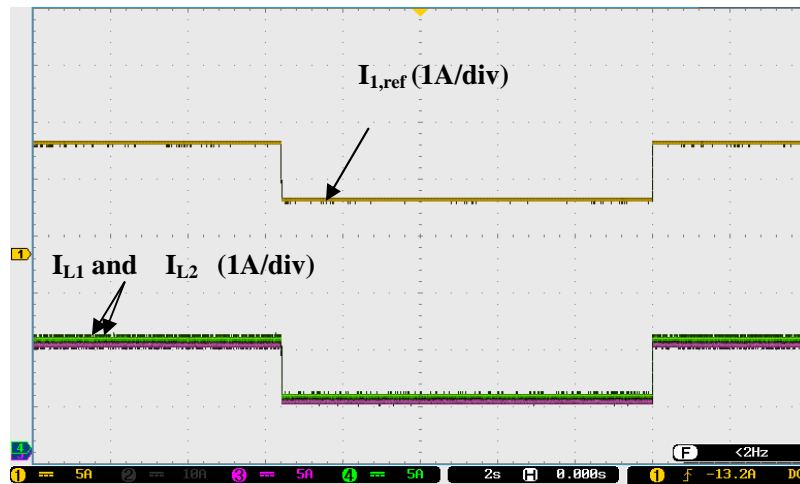 I1,ref (1A/div)
1
IL1 and IL2 (1A/div)
4
F <2Hz
1 5A 2 10A 3 5A 4 5A 2s H 0.000s 1 -13.2A DC